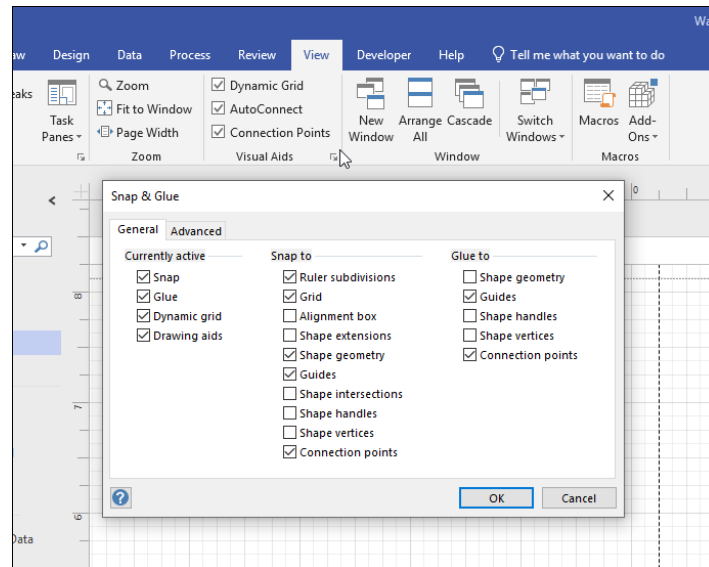 Wa
aw Design Data Process Review View Developer Help Tell me what you want to do
eaks
Task
Panes
Zoom
Fit to Window
Page Width
Zoom
Dynamic Grid
AutoConnect
Connection Points
Visual Aids
New
Window
Arrange
All
Cascade
Switch
Windows
Window
Macros
Add-
Ons
Macros
0
Snap & Glue
General Advanced
Currently active
Snap
Glue
Dynamic grid
Drawing aids
Snap to
Ruler subdivisions
Grid
Alignment box
Shape extensions
Shape geometry
Guides
Shape intersections
Shape handles
Shape vertices
Connection points
Glue to
Shape geometry
Guides
Shape handles
Shape vertices
Connection points
OK Cancel
8
7
6
Data